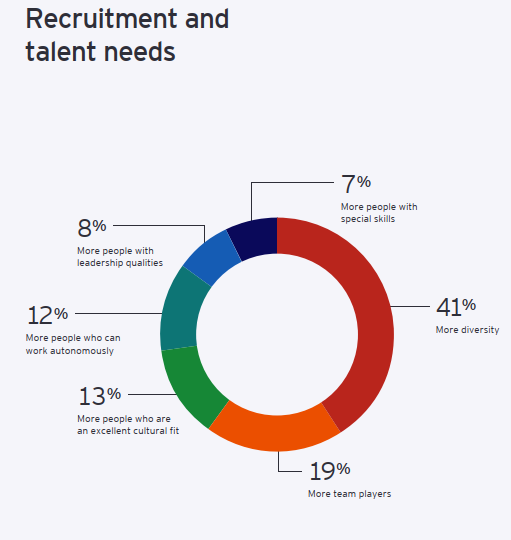 Recruitment and
talent needs
7%
More people with
special skills
8%
More people with
leadership qualities
41%
More diversity
12%
More people who can
work autonomously
13%
More people who are
an excellent cultural fit
19%
More team players